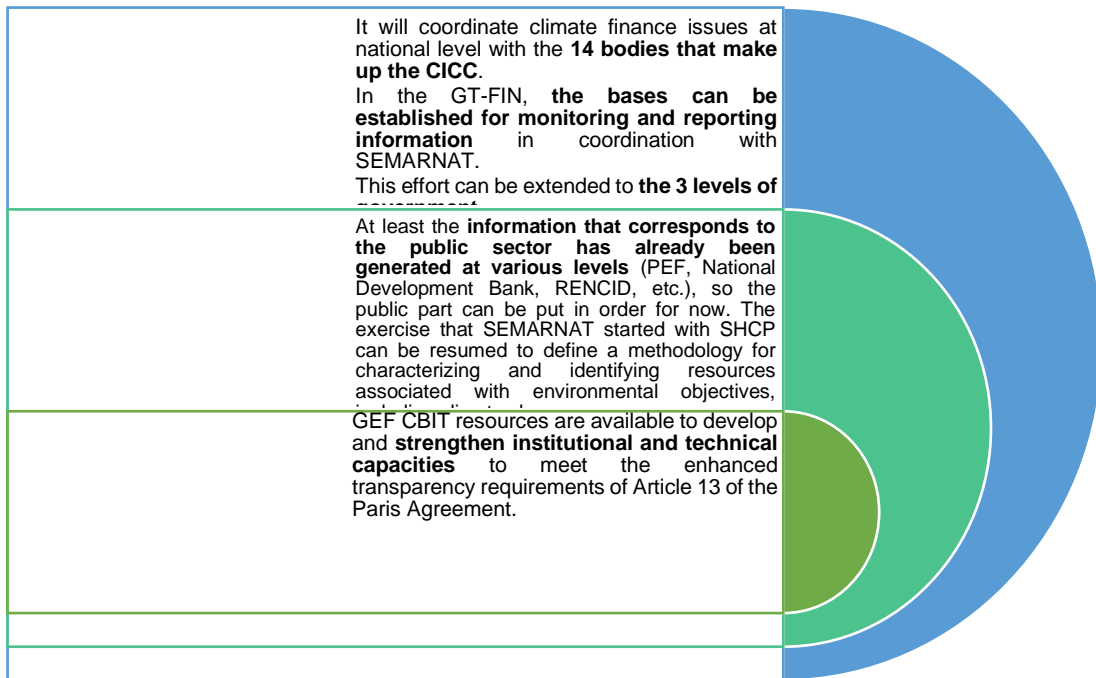 It will coordinate climate finance issues at
national level with the 14 bodies that make
up the CICC.
In the GT-FIN, the bases can be
established for monitoring and reporting
information in coordination with
SEMARNAT.
This effort can be extended to the 3 levels of
At least the information that corresponds to
the public sector has already been
generated at various levels (PEF, National
Development Bank, RENCID, etc.), so the
public part can be put in order for now. The
exercise that SEMARNAT started with SHCP
can be resumed to define a methodology for
characterizing and identifying resources
associated with environmental objectives,
GEF CBIT resources are available to develop
and strengthen institutional and technical
capacities to meet the enhanced
transparency requirements of Article 13 of the
Paris Agreement.